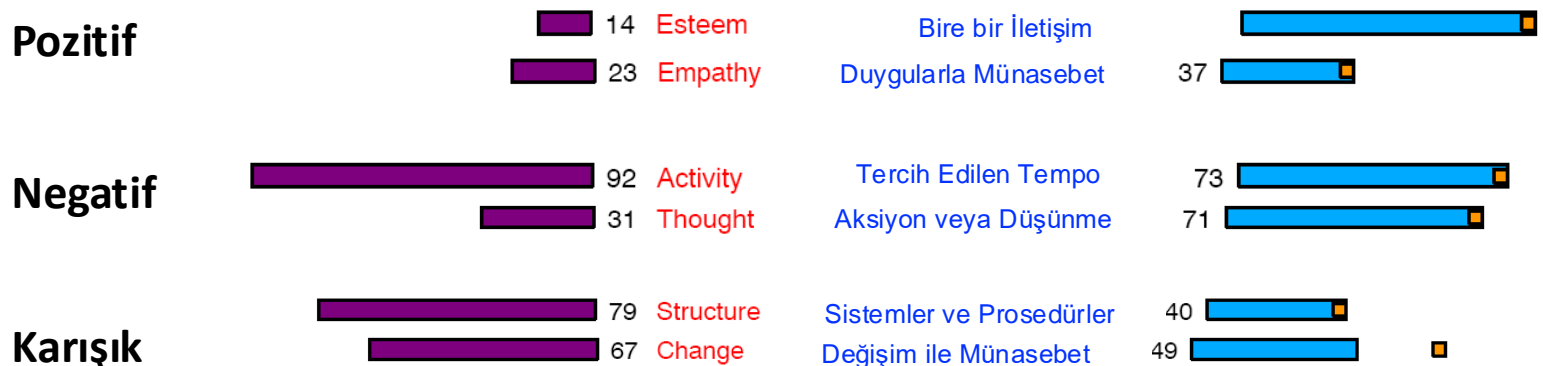 Pozitif
14 Esteem Bire bir İletişim
23 Empathy Duygularla Münasebet 37
Negatif
92 Activity Tercih Edilen Tempo 73
31 Thought Aksiyon veya Düşünme 71
Karışık
79 Structure Sistemler ve Prosedürler 40
67 Change Değişim ile Münasebet 49